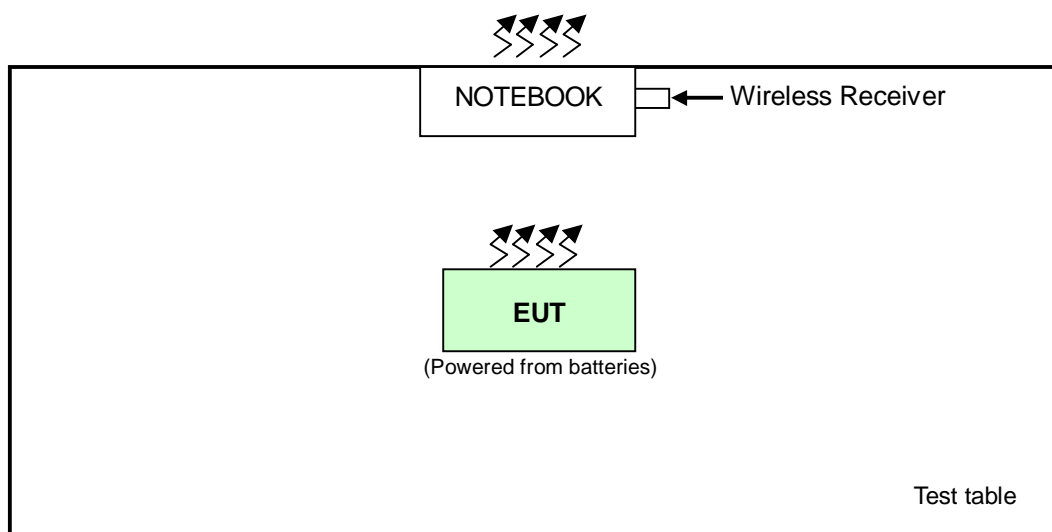 NOTEBOOK
Wireless Receiver
EUT
(Powered from batteries)
Test table